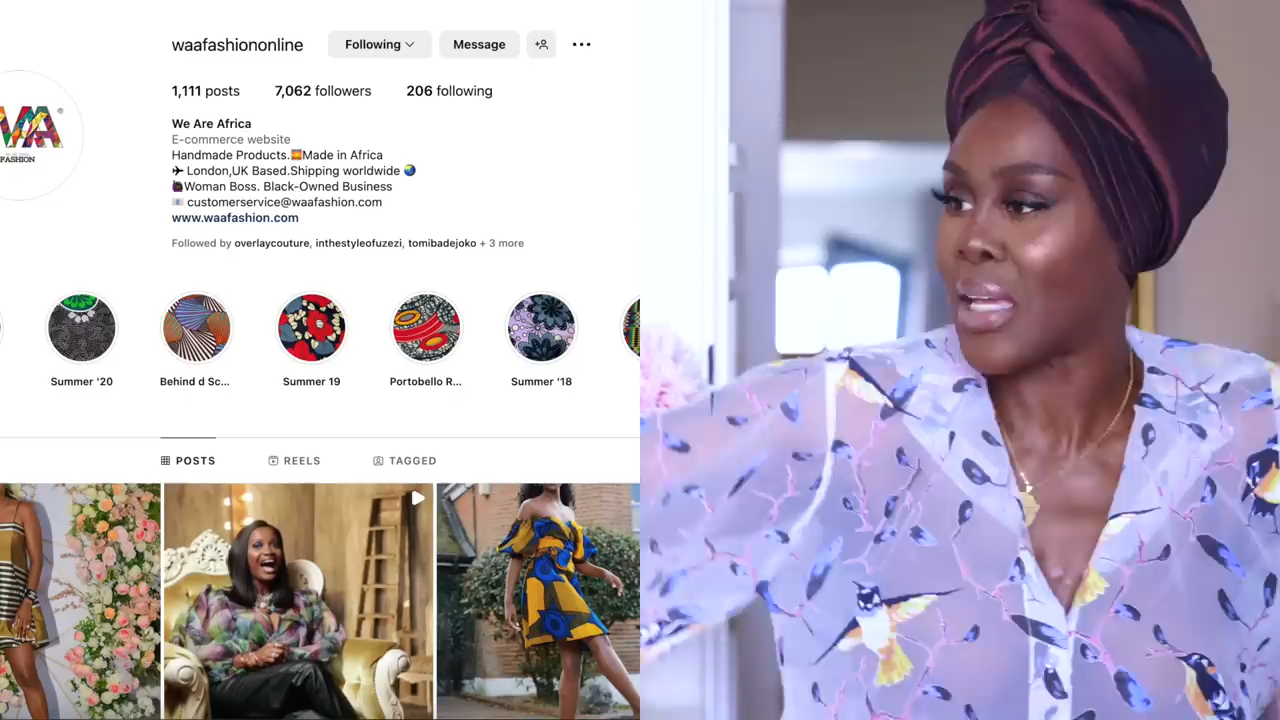 waafashiononline
Following
Message
1,111 posts
7,062 followers
206 following
We Are Africa
E-commerce website
Handmade Products.🌅Made in Africa
✈ London,UK Based.Shipping worldwide 🌏
Woman Boss. Black-Owned Business
📧 customerservice@waafashion.com
www.waafashion.com
Followed by overlaycouture, inthestyleofuzezi, tomibadejoko + 3 more
WAA®
FASHION
Summer '20
Behind d Sc...
Summer 19
Portobello R...
Summer '18
POSTS
REELS
TAGGED